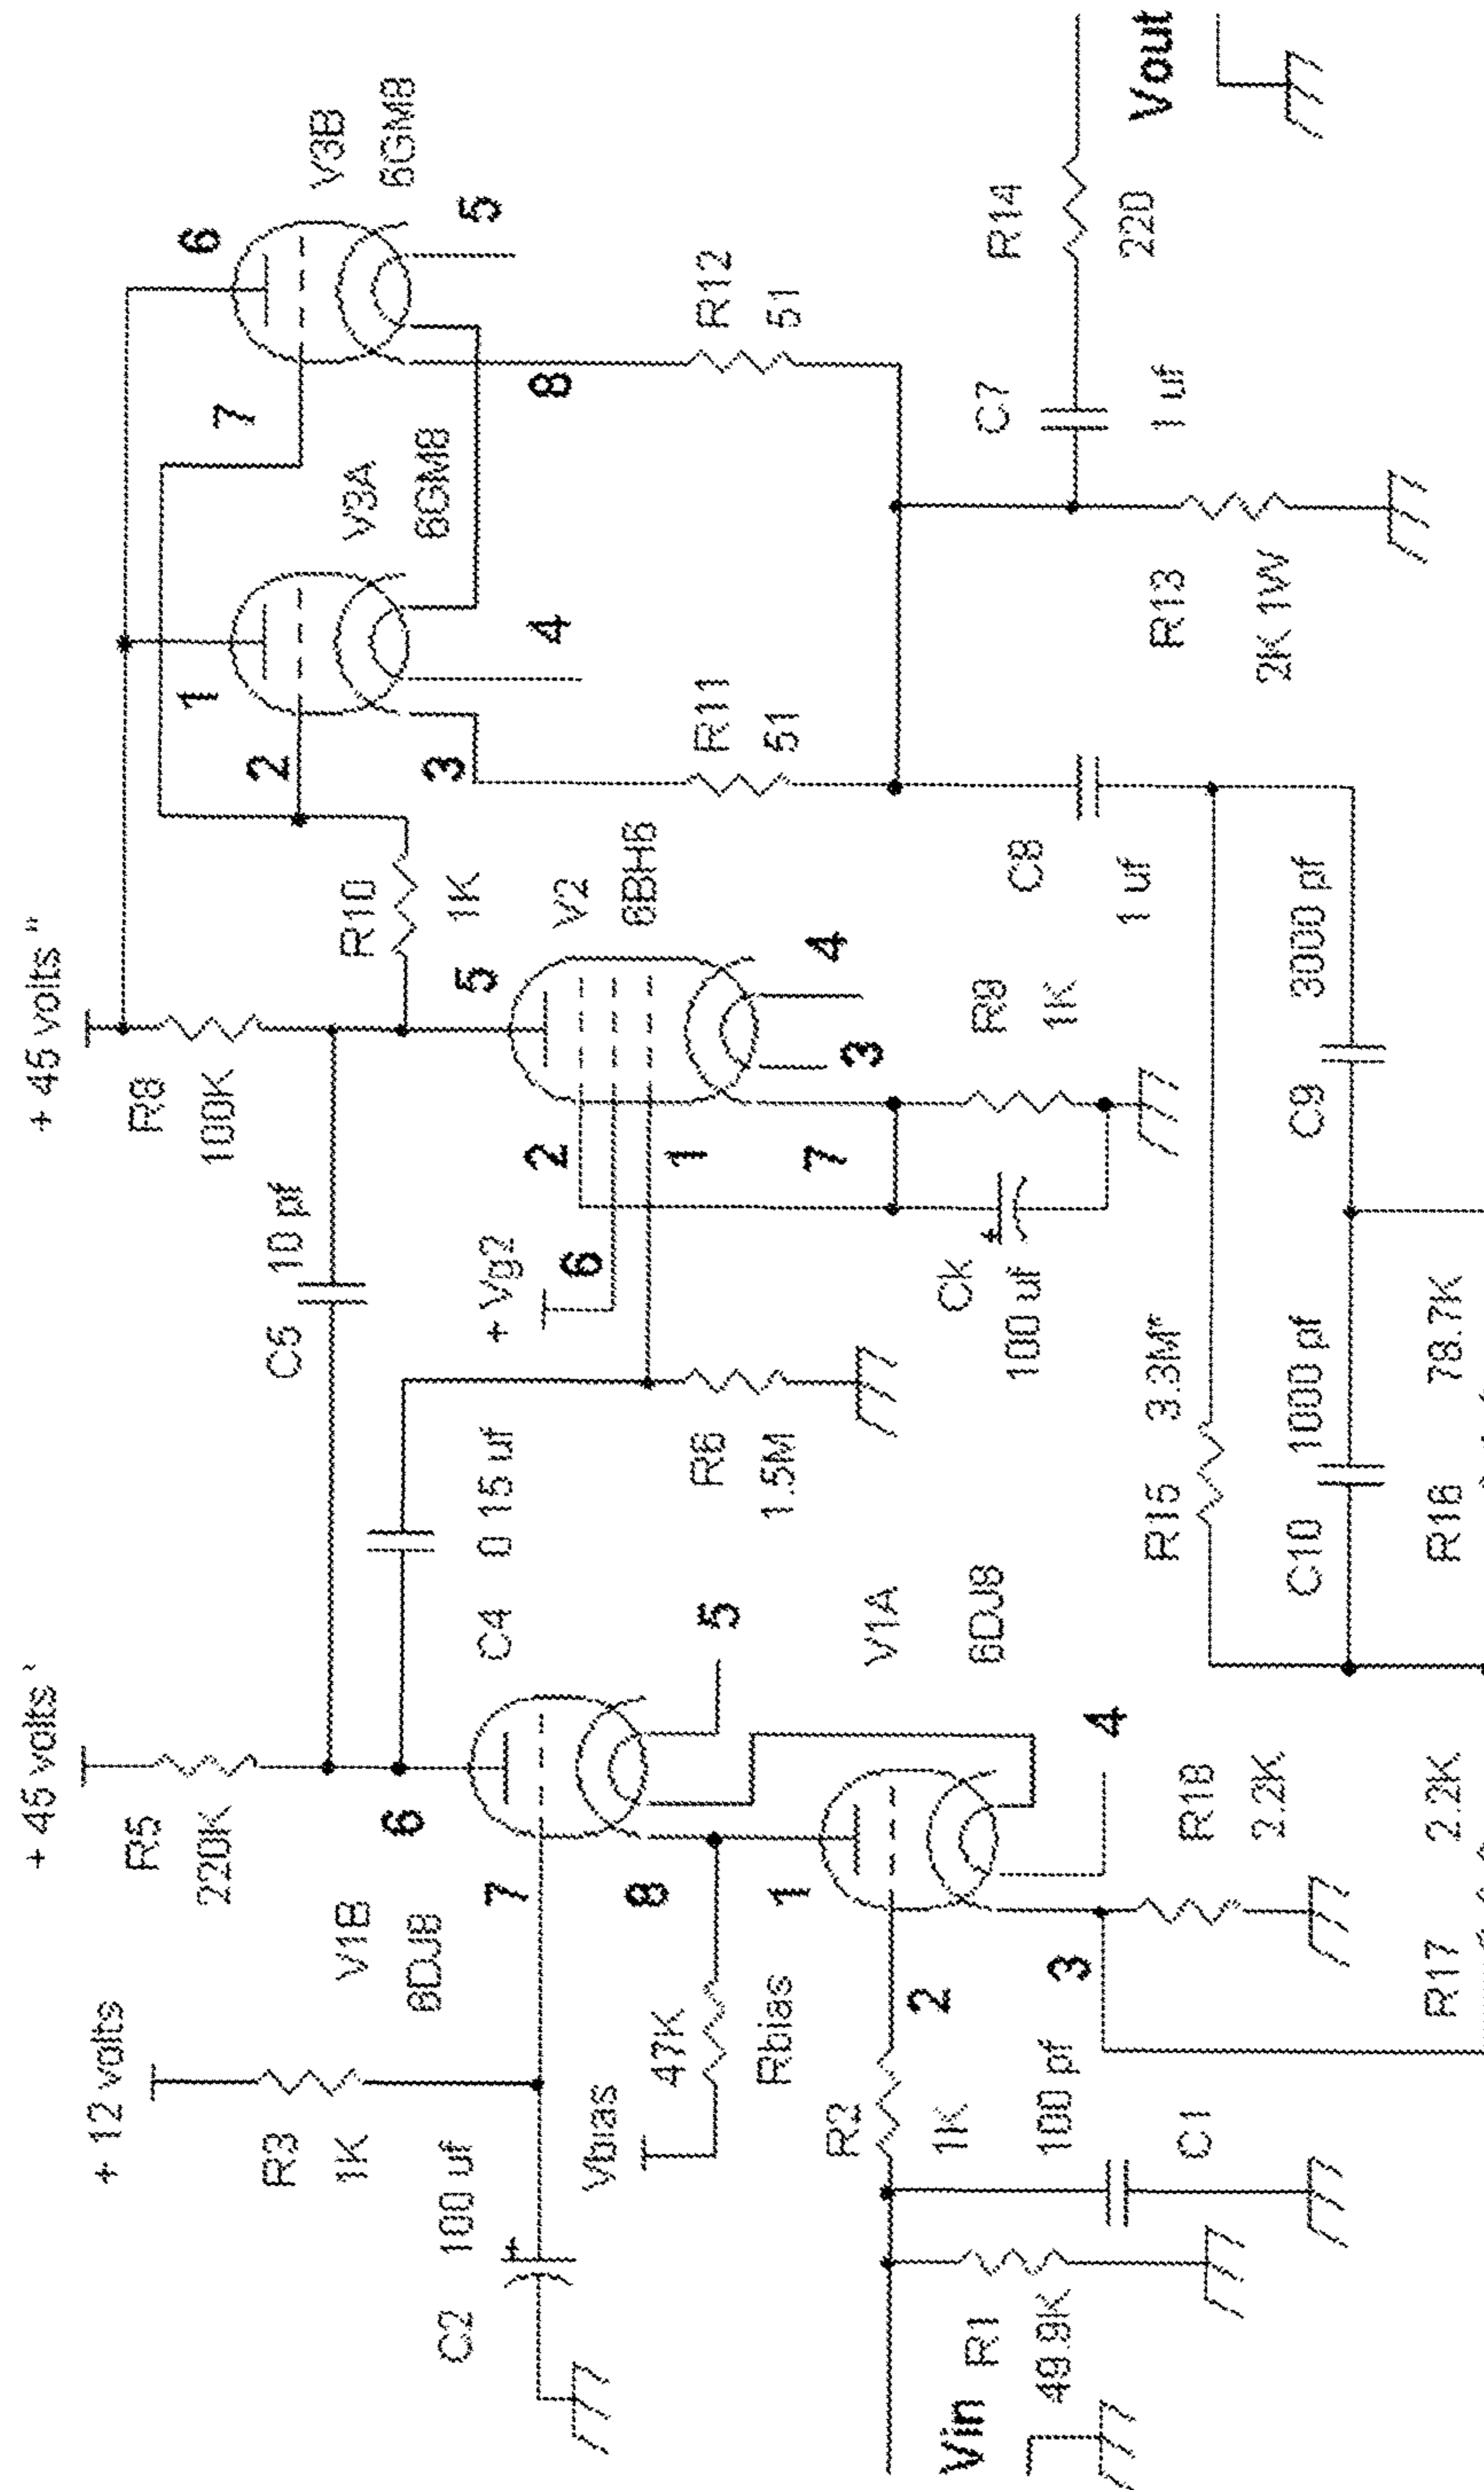 + 45 volts `
+ 45 volts "
+ 12 volts
R5
220K
R8
100K
C5
10 pf
R3
1K
V1B
6DJ8
6
7
8
5
C4
0 15 uf
+ Vg2
6
2
1
7
5
V2
6BH6
3
4
R10
1K
1
2
3
4
V3A
6GM8
6
7
8
5
V3B
6GM8
C2
100 uf
Vbias
47K
Rbias
R6
1.5M
Ck
100 uf
1K
R11
51
R12
51
R2
1K
1
2
3
4
V1A
6DJ8
C8
1 uf
C7
1 uf
R14
220
Vout
Vin
R1
49.9K
100 pf
C1
R18
2.2K
R15
3.3M*
R13
2K 1W
C10
1000 pf
C9
3000 pf
R17
2.2K
R16
78.7K